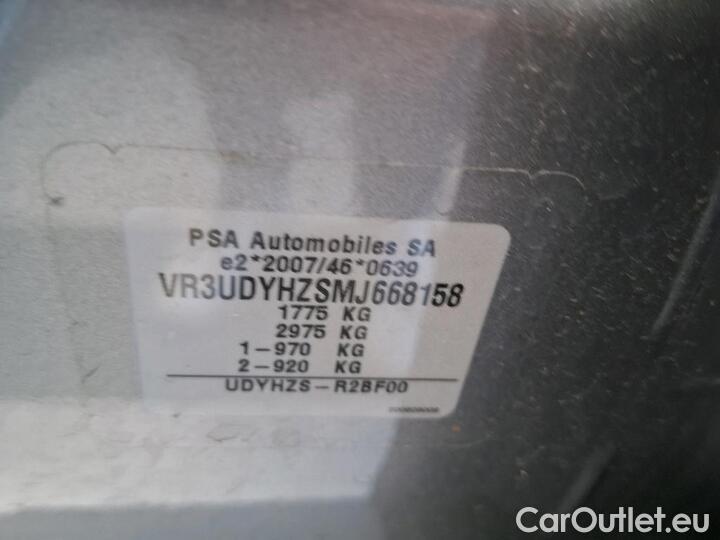 PSA Automobiles SA
e2*2007/46*0639
VR3UDYHZSMJ668158
1775 KG
2975 KG
1-970 KG
2-920 KG
UDYHZS-R2BF00
CarOutlet.eu